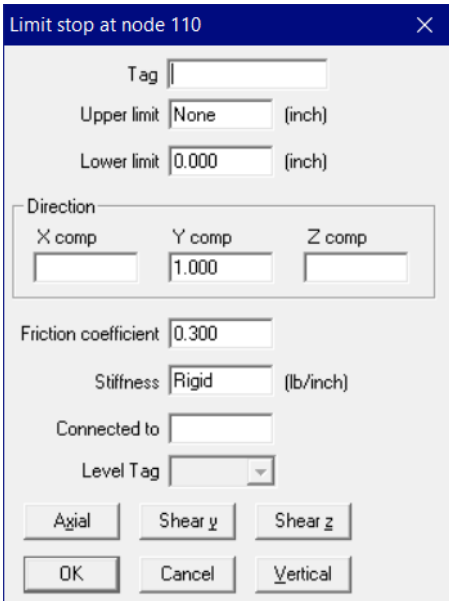 Limit stop at node 110
Tag
Upper limit None (inch)
Lower limit 0.000 (inch)
Direction
X comp Y comp Z comp
1.000
Friction coefficient 0.300
Stiffness Rigid (lb/inch)
Connected to
Level Tag
Axial Shear y Shear z
OK Cancel Vertical